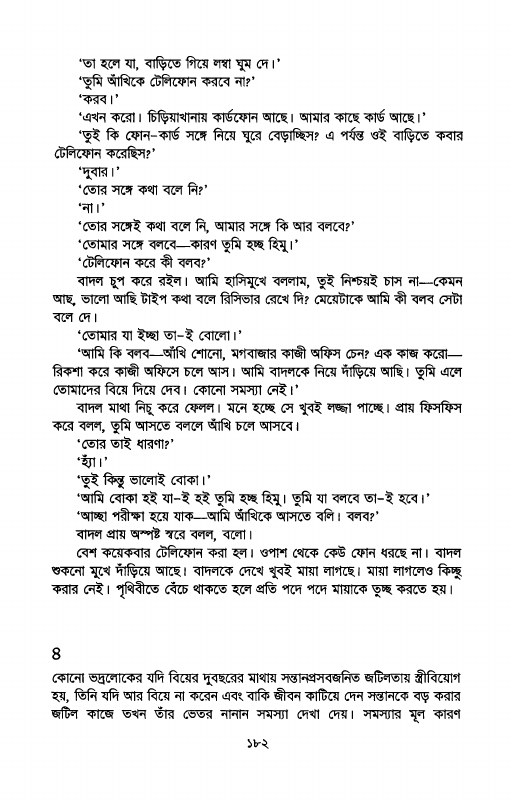 ‘তা হলে যা, বাড়িতে গিয়ে লম্বা ঘুম দে।’
‘তুমি আঁখিকে টেলিফোন করবে না?’
‘করব।’
‘এখন করো। চিড়িয়াখানায় কার্ডফোন আছে। আমার কাছে কার্ড আছে।’
‘তুই কি ফোন-কার্ড সঙ্গে নিয়ে ঘুরে বেড়াচ্ছিস? এ পর্যন্ত ওই বাড়িতে কবার
টেলিফোন করেছিস?’
‘দুবার।’
‘তোর সঙ্গে কথা বলে নি?’
‘না।’
‘তোর সঙ্গেই কথা বলে নি, আমার সঙ্গে কি আর বলবে?’
‘তোমার সঙ্গে বলবে—কারণ তুমি হচ্ছ হিমু।’
‘টেলিফোন করে কী বলব?’
বাদল চুপ করে রইল। আমি হাসিমুখে বললাম, তুই নিশ্চয়ই চাস না—কেমন
আছ, ভালো আছি টাইপ কথা বলে রিসিভার রেখে দি? মেয়েটাকে আমি কী বলব সেটা
বলে দে।
‘তোমার যা ইচ্ছা তা-ই বোলো।’
‘আমি কি বলব—আঁখি শোনো, মগবাজার কাজী অফিস চেন? এক কাজ করো—
রিকশা করে কাজী অফিসে চলে আস। আমি বাদলকে নিয়ে দাঁড়িয়ে আছি। তুমি এলে
তোমাদের বিয়ে দিয়ে দেব। কোনো সমস্যা নেই।’
বাদল মাথা নিচু করে ফেলল। মনে হচ্ছে সে খুবই লজ্জা পাচ্ছে। প্রায় ফিসফিস
করে বলল, তুমি আসতে বললে আঁখি চলে আসবে।
‘তোর তাই ধারণা?’
‘হ্যাঁ।’
‘তুই কিন্তু ভালোই বোকা।’
‘আমি বোকা হই যা-ই হই তুমি হচ্ছ হিমু। তুমি যা বলবে তা-ই হবে।’
‘আচ্ছা পরীক্ষা হয়ে যাক—আমি আঁখিকে আসতে বলি। বলব?’
বাদল প্রায় অস্পষ্ট স্বরে বলল, বলো।
বেশ কয়েকবার টেলিফোন করা হল। ওপাশ থেকে কেউ ফোন ধরছে না। বাদল
শুকনো মুখে দাঁড়িয়ে আছে। বাদলকে দেখে খুবই মায়া লাগছে। মায়া লাগলেও কিচ্ছু
করার নেই। পৃথিবীতে বেঁচে থাকতে হলে প্রতি পদে পদে মায়াকে তুচ্ছ করতে হয়।
৪
কোনো ভদ্রলোকের যদি বিয়ের দুবছরের মাথায় সন্তানপ্রসবজনিত জটিলতায় স্ত্রীবিয়োগ
হয়, তিনি যদি আর বিয়ে না করেন এবং বাকি জীবন কাটিয়ে দেন সন্তানকে বড় করার
জটিল কাজে তখন তাঁর ভেতর নানান সমস্যা দেখা দেয়। সমস্যার মূল কারণ
১৮২